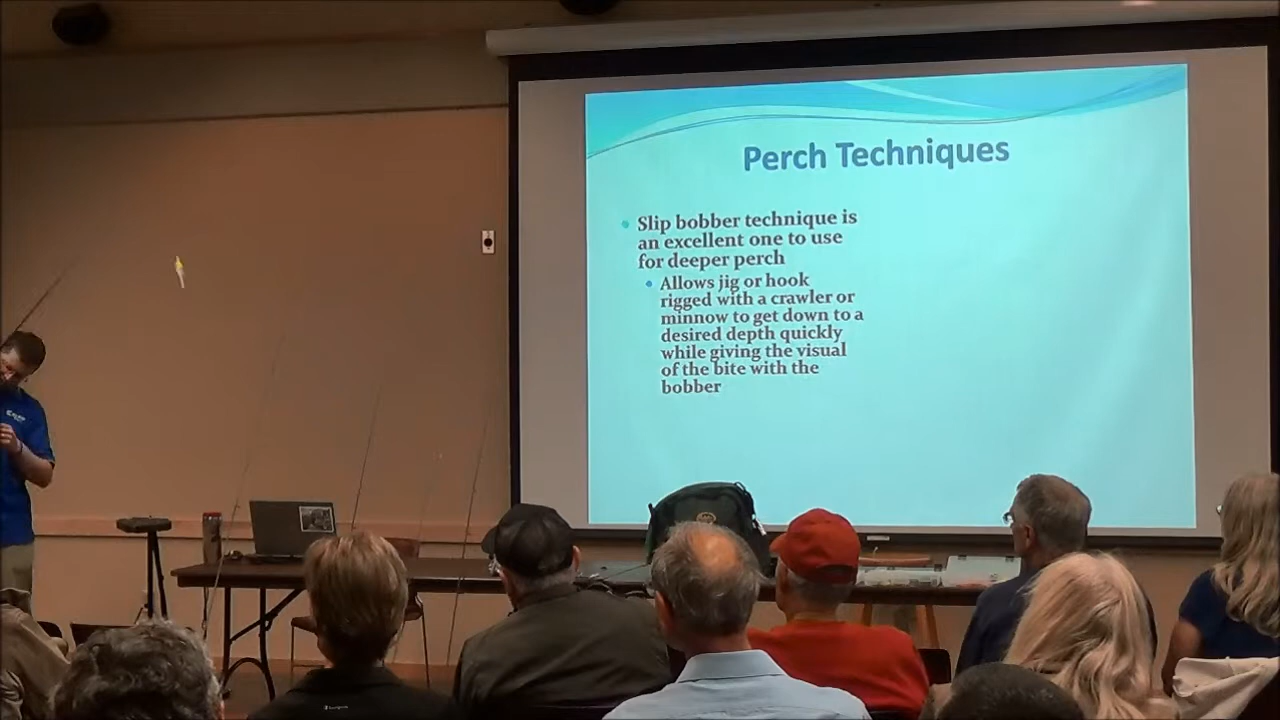 Perch Techniques
Slip bobber technique is
an excellent one to use
for deeper perch
Allows jig or hook
rigged with a crawler or
minnow to get down to a
desired depth quickly
while giving the visual
of the bite with the
bobber